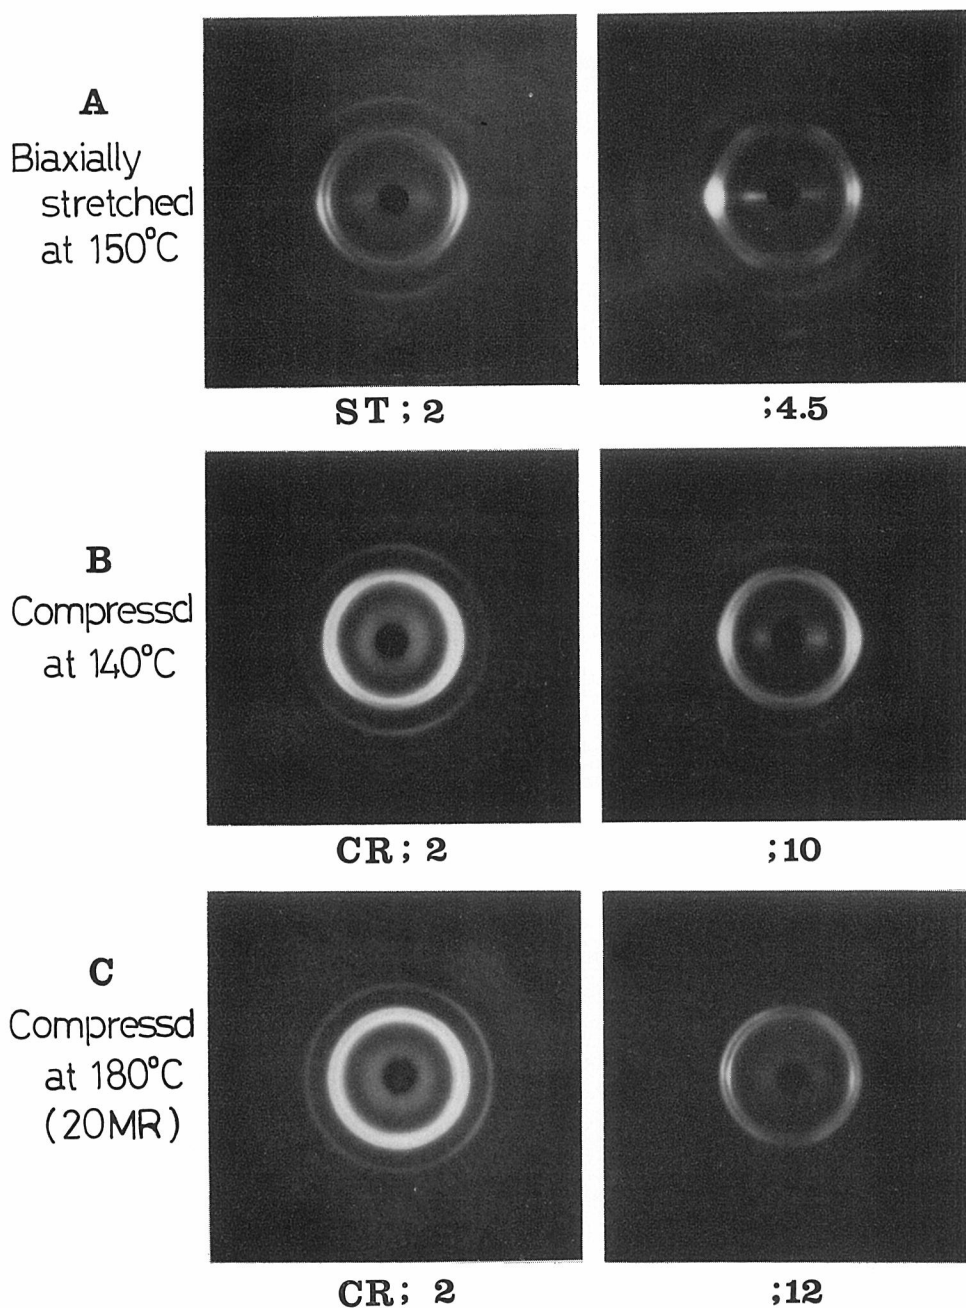 A
Biaxially
stretched
at 150°C
ST ; 2
;4.5
B
Compressd
at 140°C
CR ; 2
;10
C
Compressd
at 180°C
(20MR)
CR; 2
;12